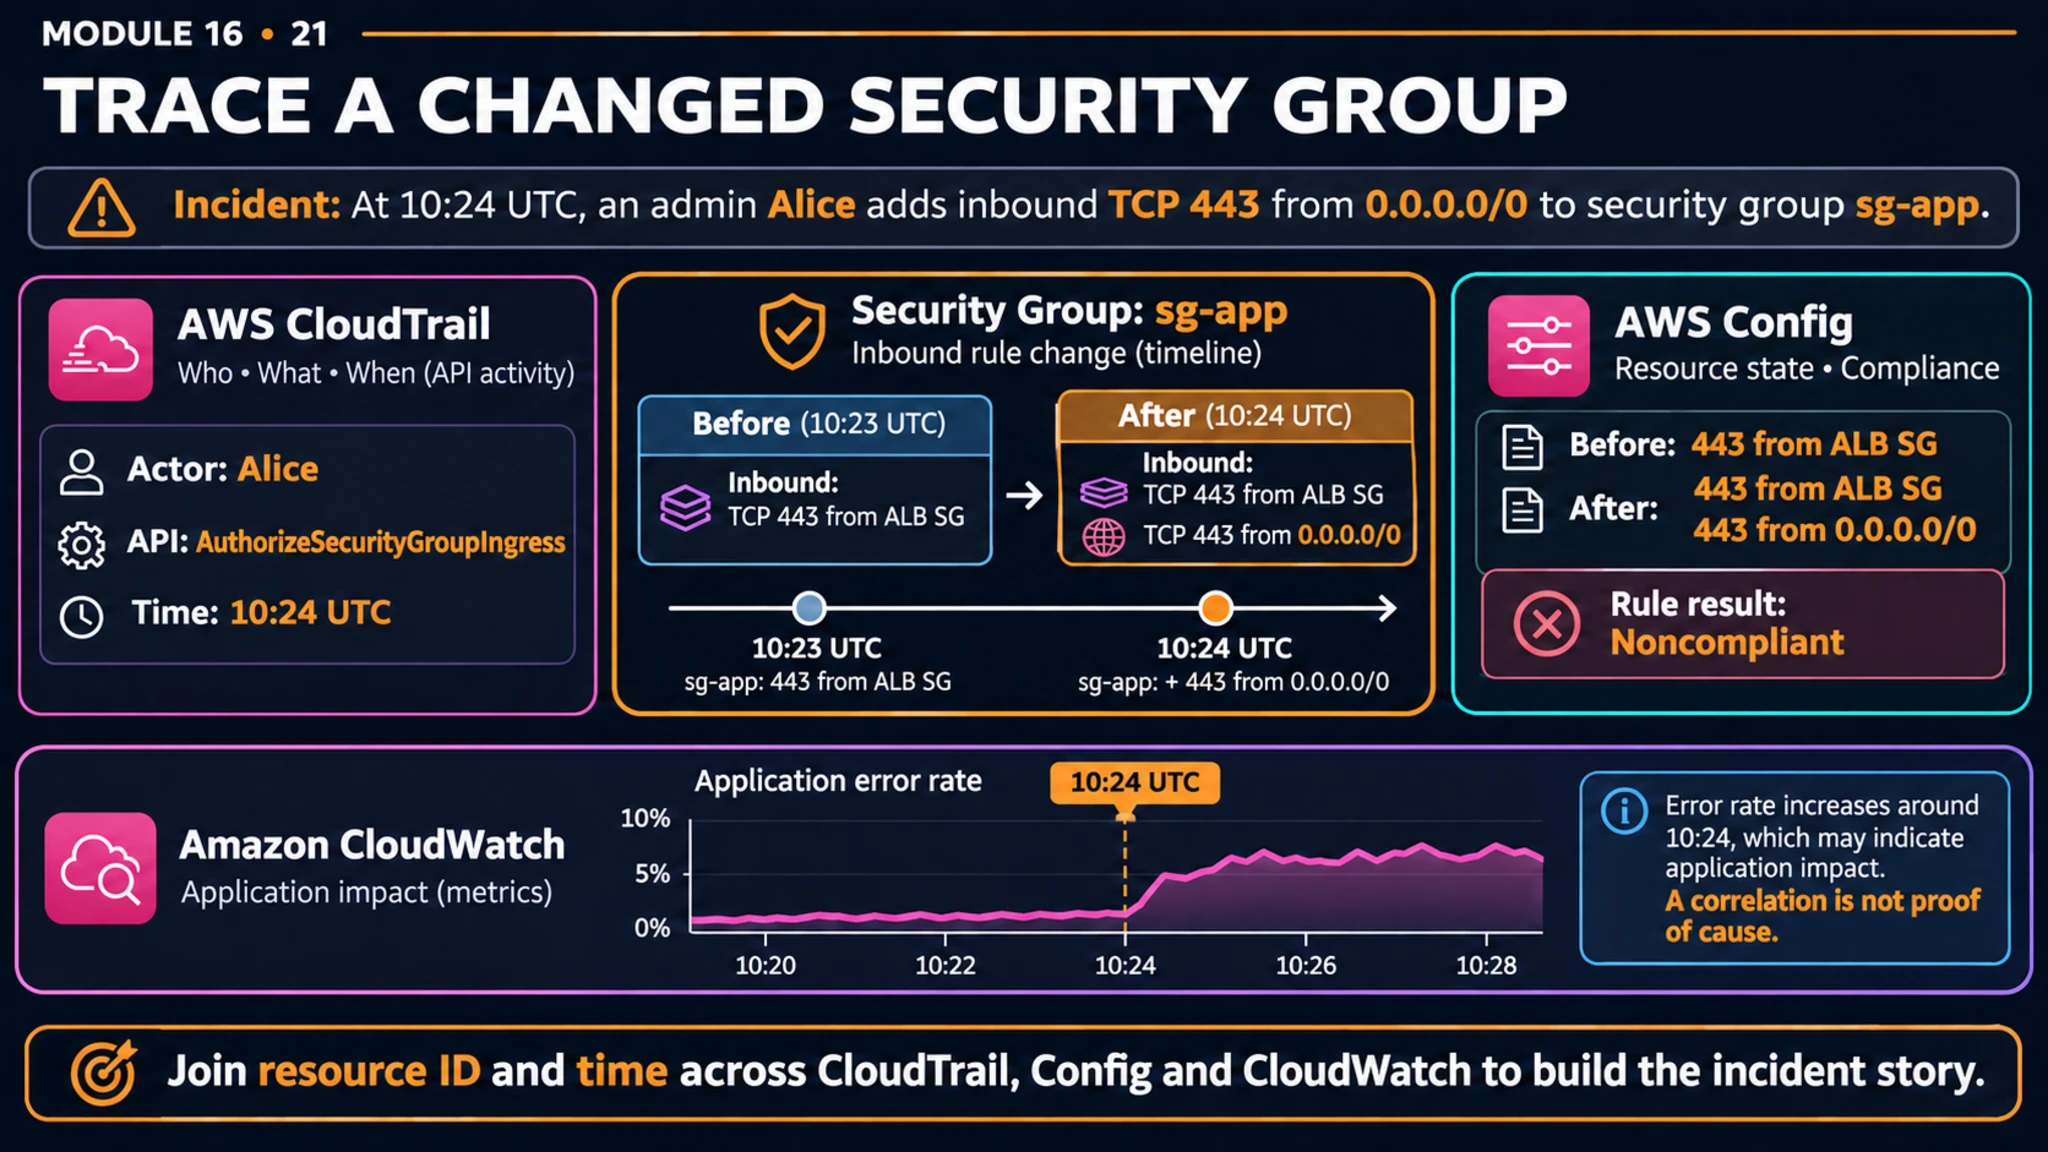 MODULE 16 • 21
TRACE A CHANGED SECURITY GROUP
Incident: At 10:24 UTC, an admin Alice adds inbound TCP 443 from 0.0.0.0/0 to security group sg-app.
AWS CloudTrail
Who • What • When (API activity)
Actor: Alice
API: AuthorizeSecurityGroupIngress
Time: 10:24 UTC
Security Group: sg-app
Inbound rule change (timeline)
Before (10:23 UTC)
Inbound:
TCP 443 from ALB SG
After (10:24 UTC)
Inbound:
TCP 443 from ALB SG
TCP 443 from 0.0.0.0/0
10:23 UTC
sg-app: 443 from ALB SG
10:24 UTC
sg-app: + 443 from 0.0.0.0/0
AWS Config
Resource state • Compliance
Before: 443 from ALB SG
After: 443 from ALB SG
443 from 0.0.0.0/0
Rule result:
Noncompliant
Amazon CloudWatch
Application impact (metrics)
Application error rate
10:24 UTC
10%
5%
0%
10:20
10:22
10:24
10:26
10:28
Error rate increases around
10:24, which may indicate
application impact.
A correlation is not proof
of cause.
Join resource ID and time across CloudTrail, Config and CloudWatch to build the incident story.